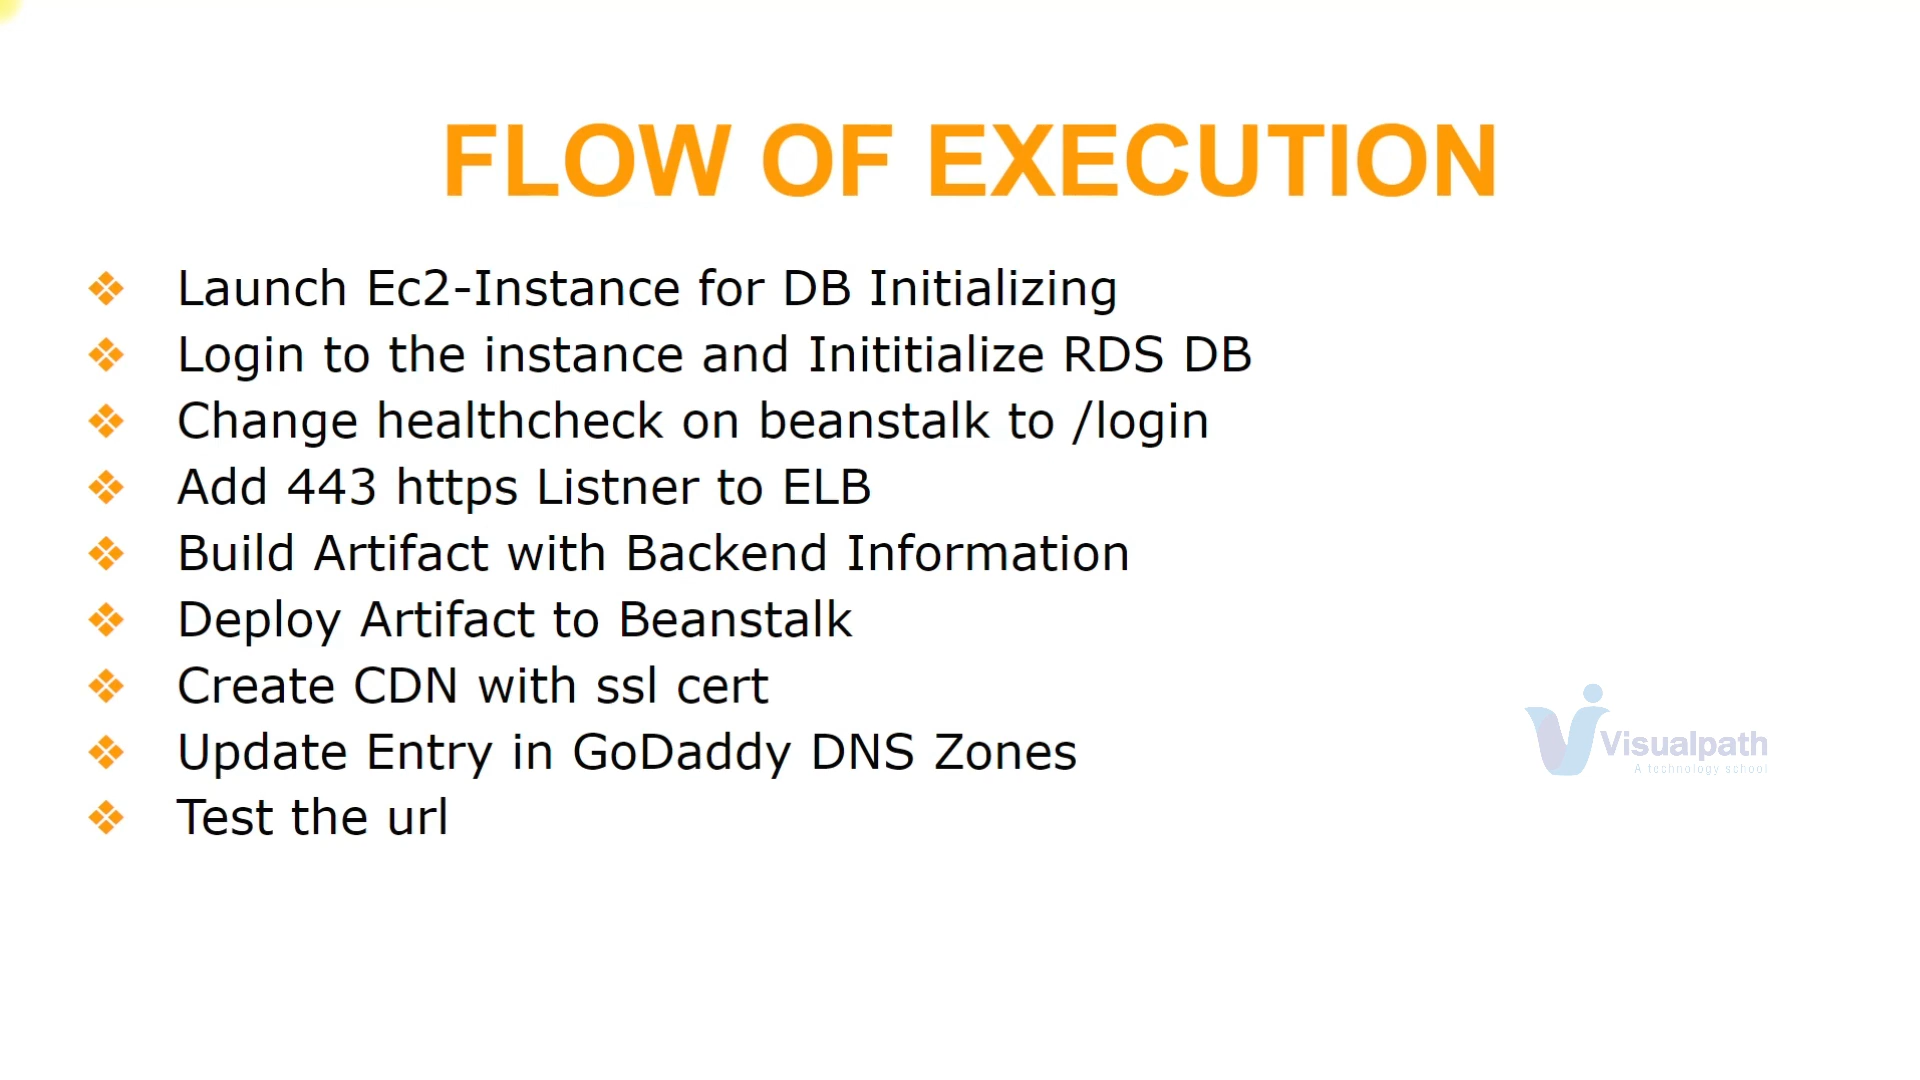 FLOW OF EXECUTION
Launch Ec2-Instance for DB Initializing
Login to the instance and Inititialize RDS DB
Change healthcheck on beanstalk to /login
Add 443 https Listner to ELB
Build Artifact with Backend Information
Deploy Artifact to Beanstalk
Create CDN with ssl cert
Update Entry in GoDaddy DNS Zones
Test the url
Visualpath
A technology school